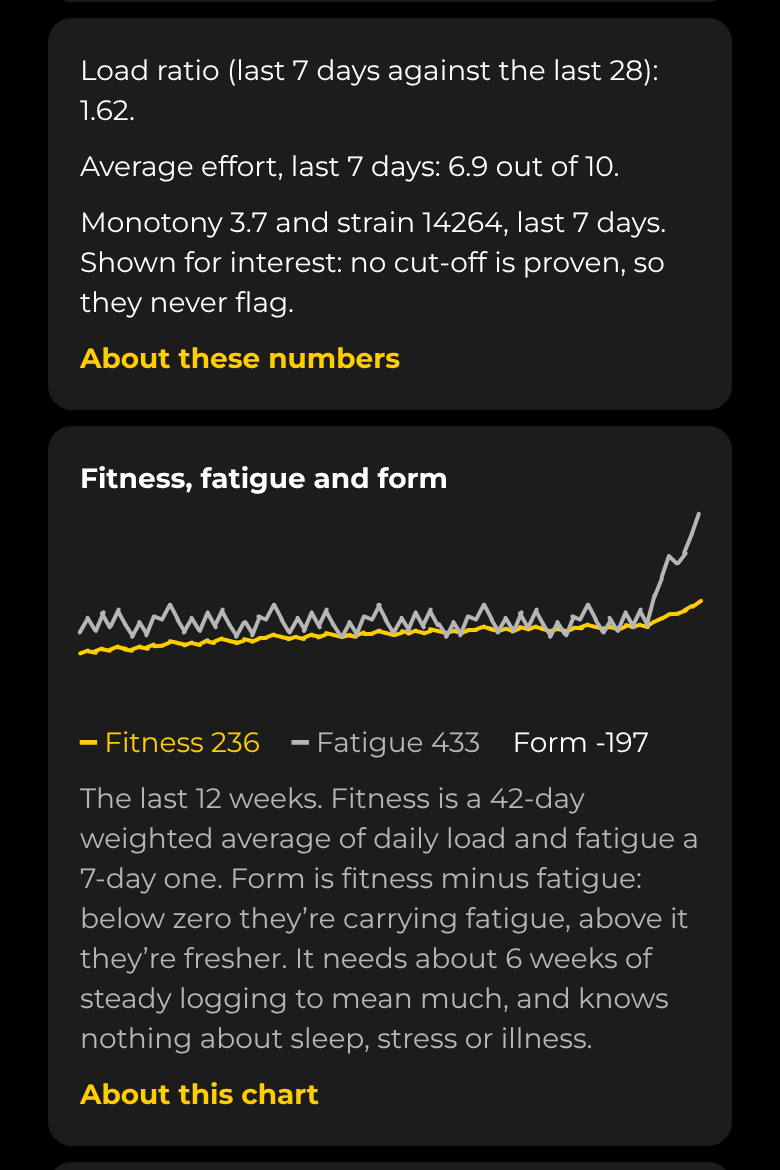 Load ratio (last 7 days against the last 28):
1.62.
Average effort, last 7 days: 6.9 out of 10.
Monotony 3.7 and strain 14264, last 7 days.
Shown for interest: no cut-off is proven, so
they never flag.
About these numbers
Fitness, fatigue and form
Fitness 236 Fatigue 433 Form -197
The last 12 weeks. Fitness is a 42-day
weighted average of daily load and fatigue a
7-day one. Form is fitness minus fatigue:
below zero they’re carrying fatigue, above it
they’re fresher. It needs about 6 weeks of
steady logging to mean much, and knows
nothing about sleep, stress or illness.
About this chart